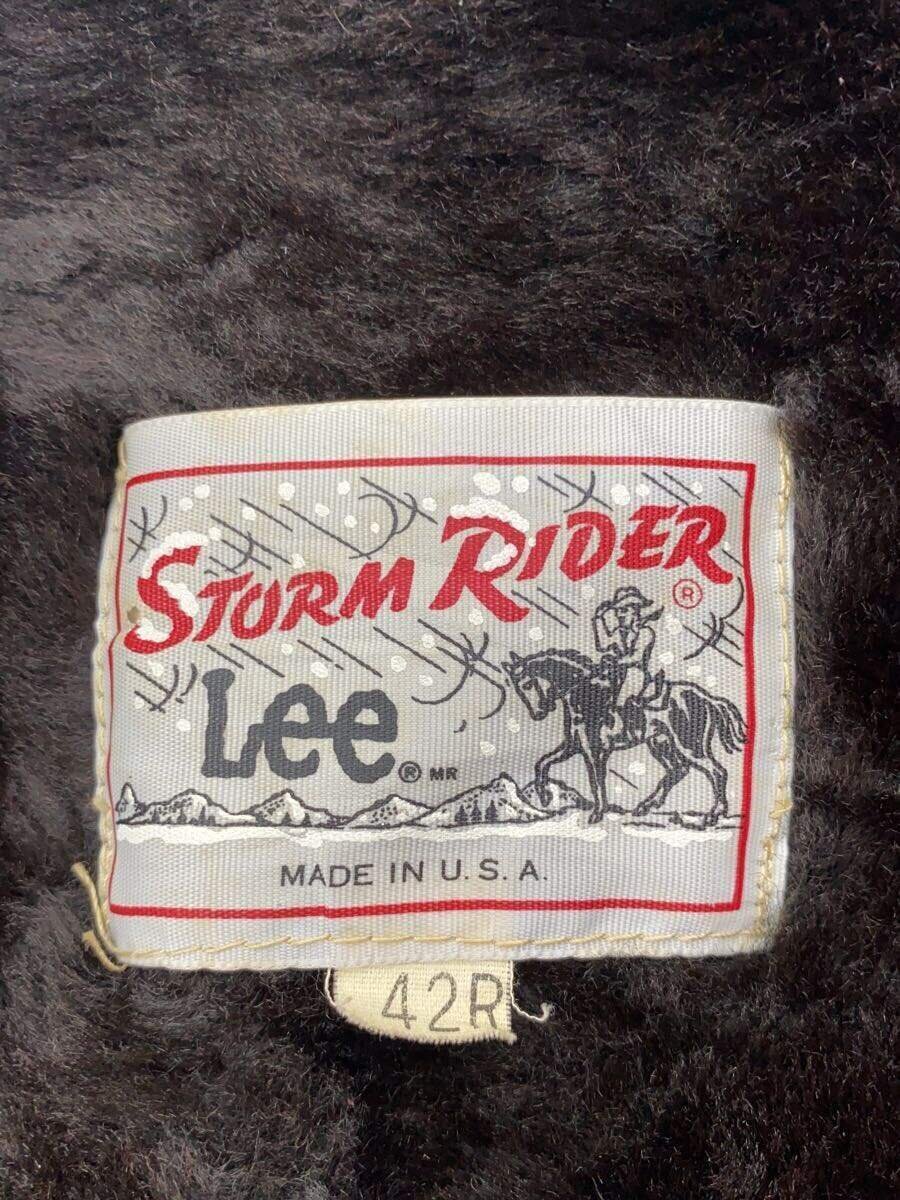 STORM RIDER ®
Lee ® MR
MADE IN U.S.A.
42R